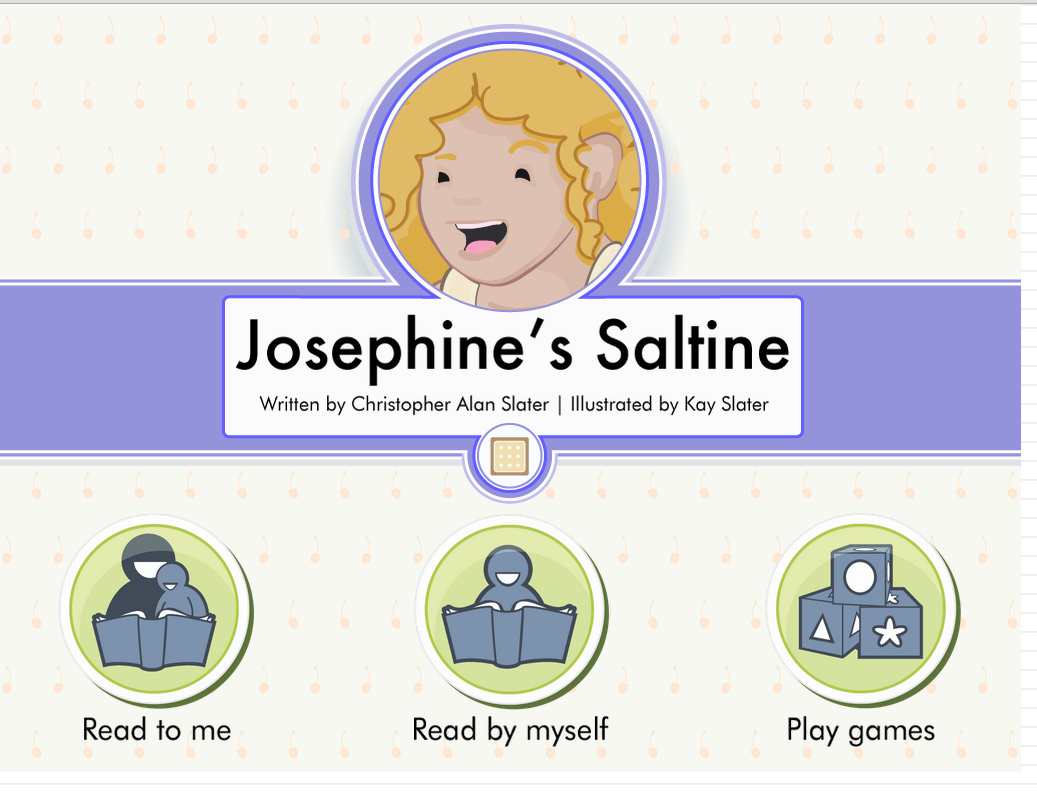 Josephine’s Saltine
Written by Christopher Alan Slater | Illustrated by Kay Slater
Read to me
Read by myself
Play games